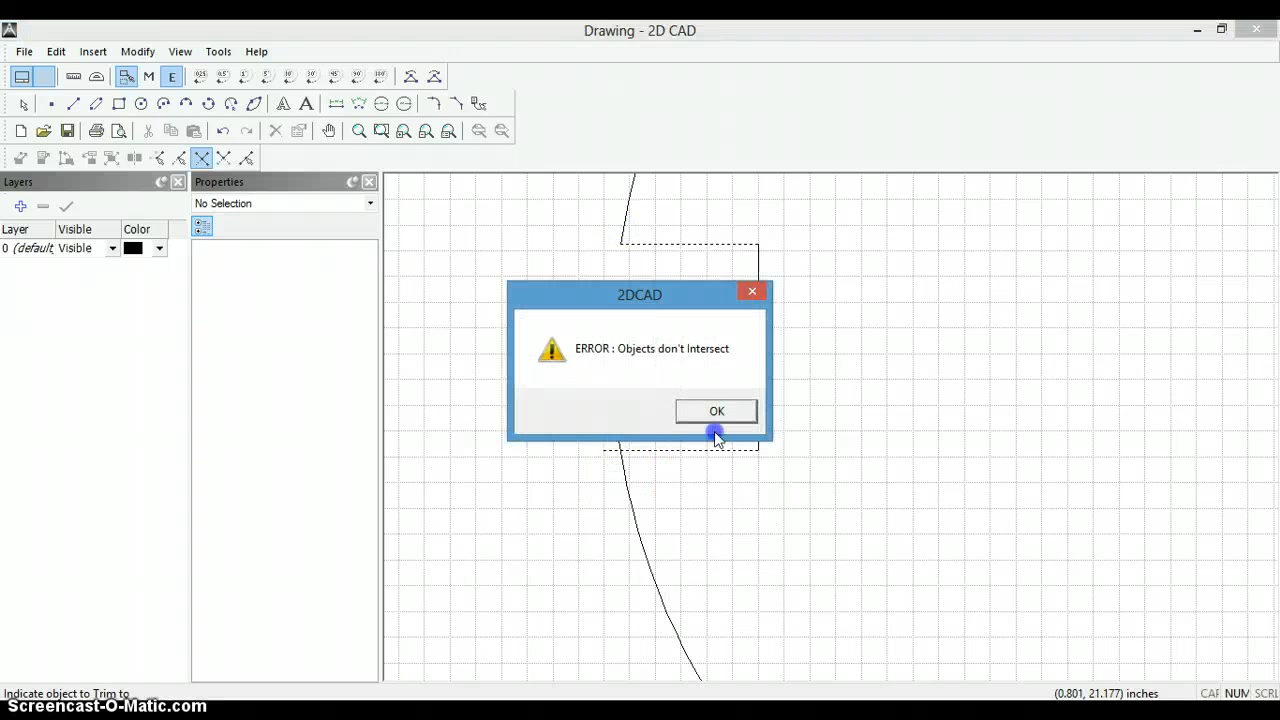 Drawing - 2D CAD
File Edit Insert Modify View Tools Help
M E
Layers
Properties
No Selection
Layer Visible Color
0 (default Visible
2DCAD
ERROR : Objects don't Intersect
OK
Indicate object to Trim to
(0.801, 21.177) inches
CAP NUM SCRL
Screencast-O-Matic.com